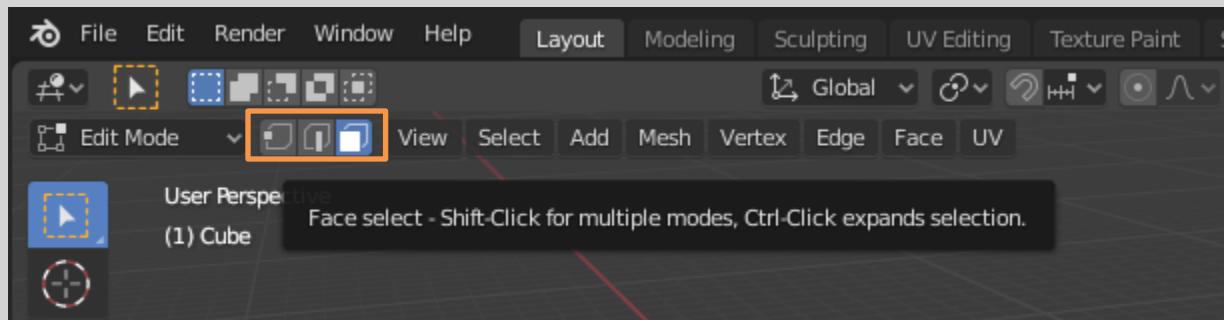 File Edit Render Window Help Layout Modeling Sculpting UV Editing Texture Paint
Global
Edit Mode View Select Add Mesh Vertex Edge Face UV
User Perspective
(1) Cube
Face select - Shift-Click for multiple modes, Ctrl-Click expands selection.